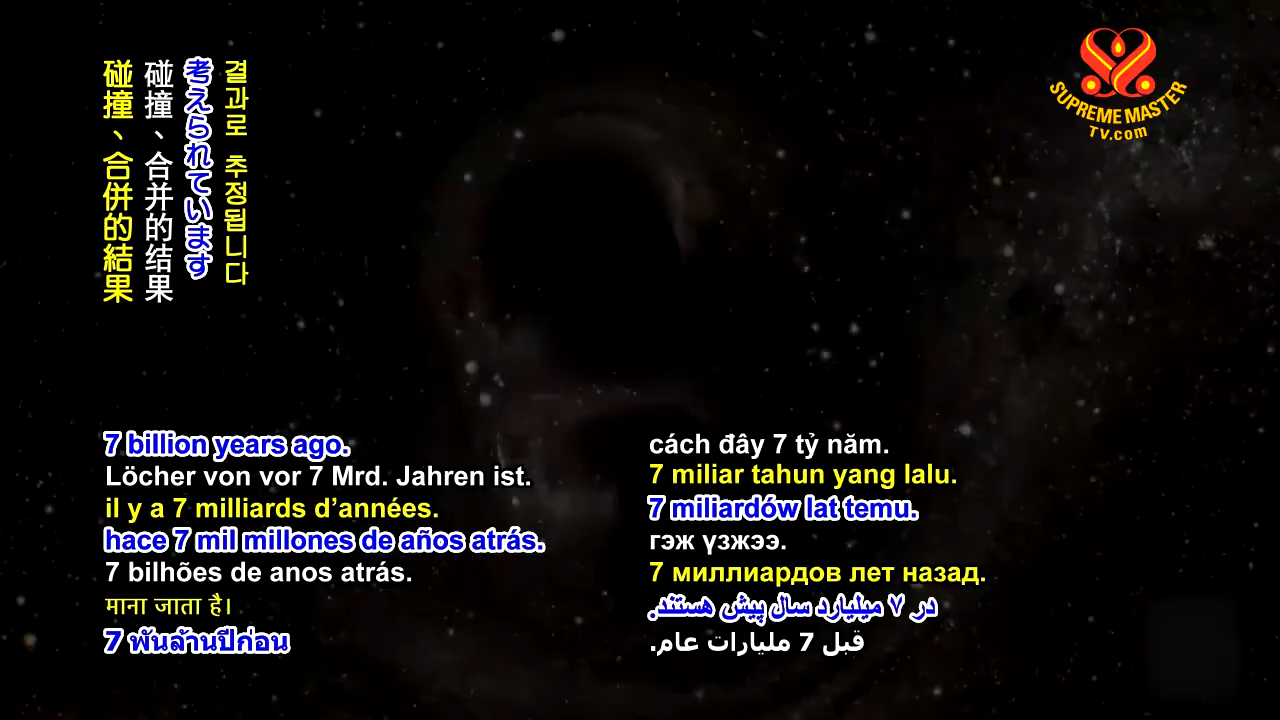 碰撞、合併的結果
碰撞、合并的结果
考えられています
결과로 추정됩니다
SUPREME MASTER
TV.com
7 billion years ago.
Löcher von vor 7 Mrd. Jahren ist.
il y a 7 milliards d’années.
hace 7 mil millones de años atrás.
7 bilhões de anos atrás.
माना जाता है।
7 พันล้านปีก่อน
cách đây 7 tỷ năm.
7 miliar tahun yang lalu.
7 miliardów lat temu.
гэж үзжээ.
7 миллиардов лет назад.
در ۷ میلیارد سال پیش هستند.
قبل 7 مليارات عام.